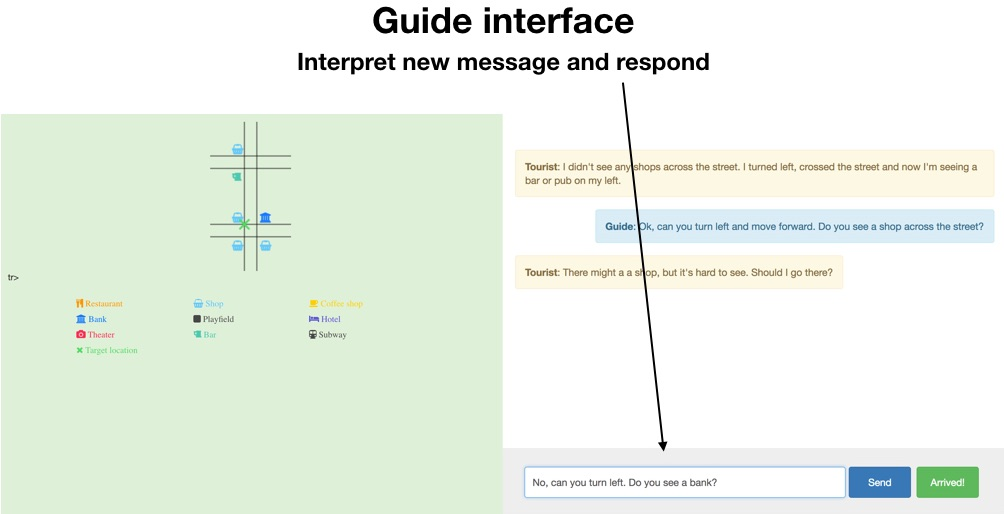 Guide interface
Interpret new message and respond
Tourist: I didn't see any shops across the street. I turned left, crossed the street and now I'm seeing a
bar or pub on my left.
Guide: Ok, can you turn left and move forward. Do you see a shop across the street?
Tourist: There might a a shop, but it's hard to see. Should I go there?
tr>
Restaurant
Shop
Coffee shop
Bank
Playfield
Hotel
Theater
Bar
Subway
Target location
No, can you turn left. Do you see a bank?
Send
Arrived!